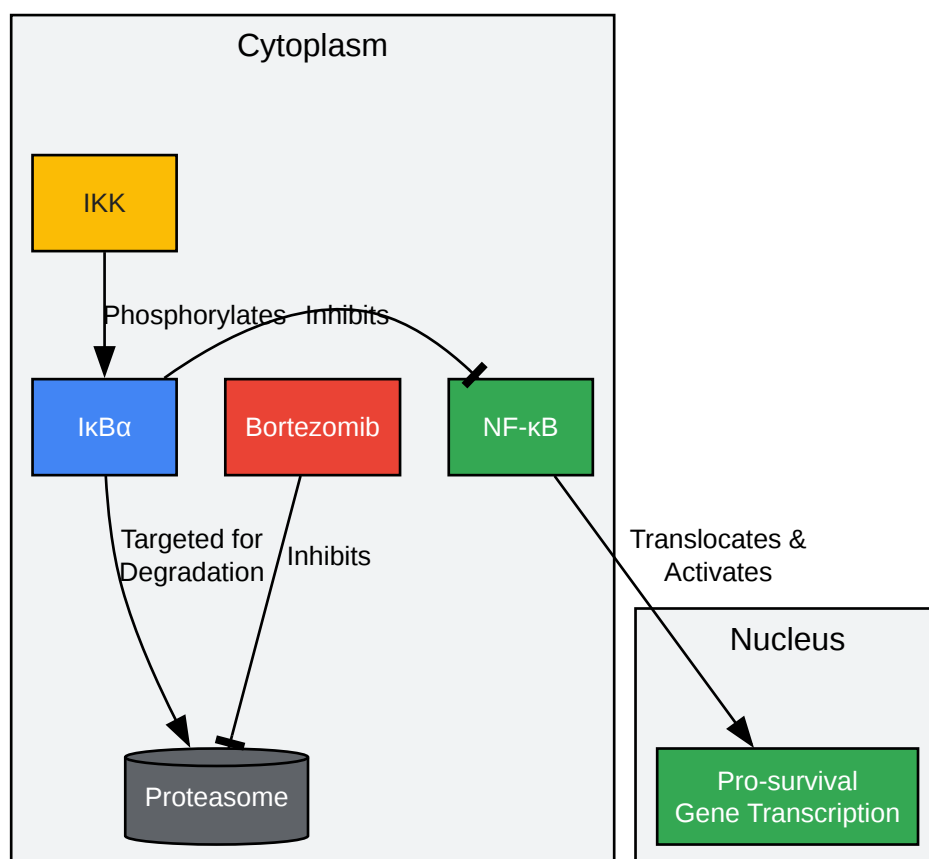 Cytoplasm
IKK
Phosphorylates
Inhibits
IκBα
Bortezomib
NF-κB
Targeted for
Degradation
Inhibits
Translocates &
Activates
Nucleus
Proteasome
Pro-survival
Gene Transcription